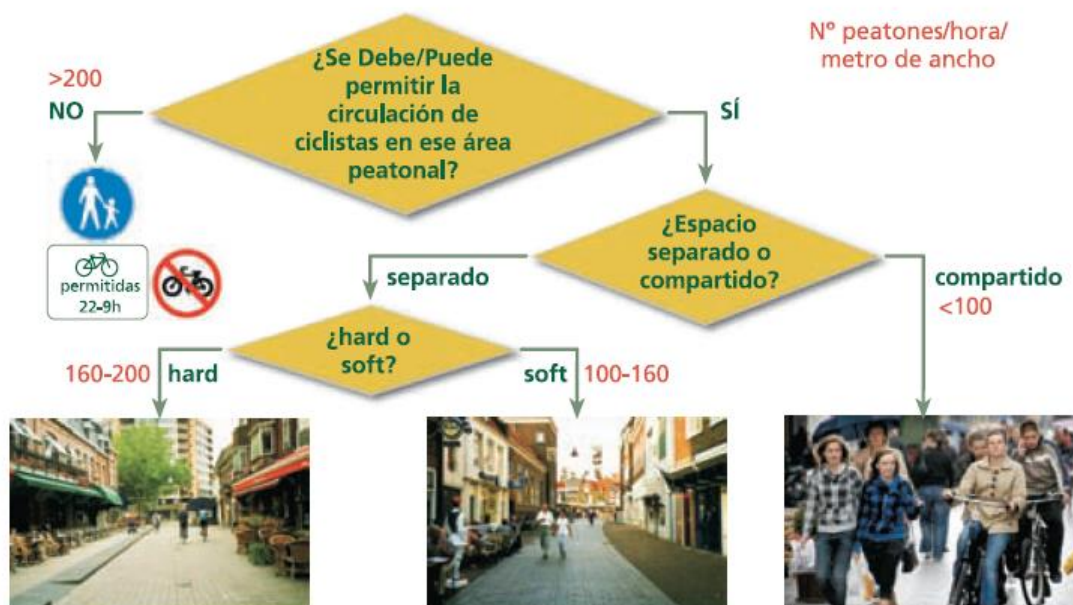 Nº peatones/hora/
metro de ancho
¿Se Debe/Puede
permitir la
circulación de
ciclistas en ese área
peatonal?
>200
NO
SÍ
permitidas
22-9h
¿Espacio
separado o
compartido?
separado
compartido
<100
¿hard o
soft?
160-200 hard
soft 100-160